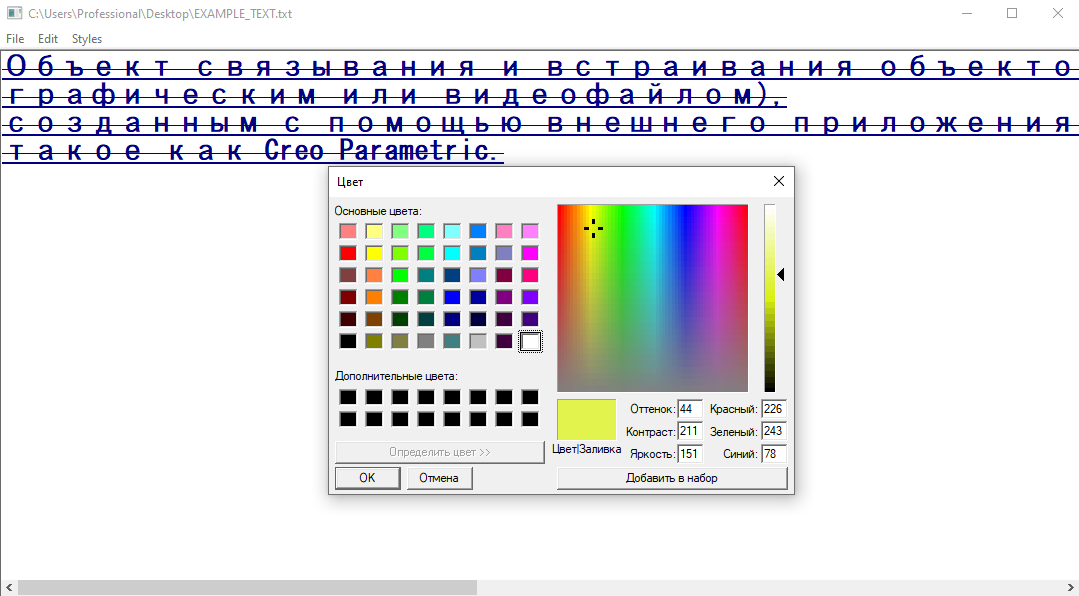 C:\Users\Professional\Desktop\EXAMPLE_TEXT.txt
File Edit Styles
Объект связывания и встраивания объекто
графическим или видеофайлом),
созданным с помощью внешнего приложения
такое как Creo Parametric.
Цвет
Основные цвета:
Дополнительные цвета:
Определить цвет >>
OK Отмена
Цвет|Заливка
Оттенок: 44 Красный: 226
Контраст: 211 Зеленый: 243
Яркость: 151 Синий: 78
Добавить в набор